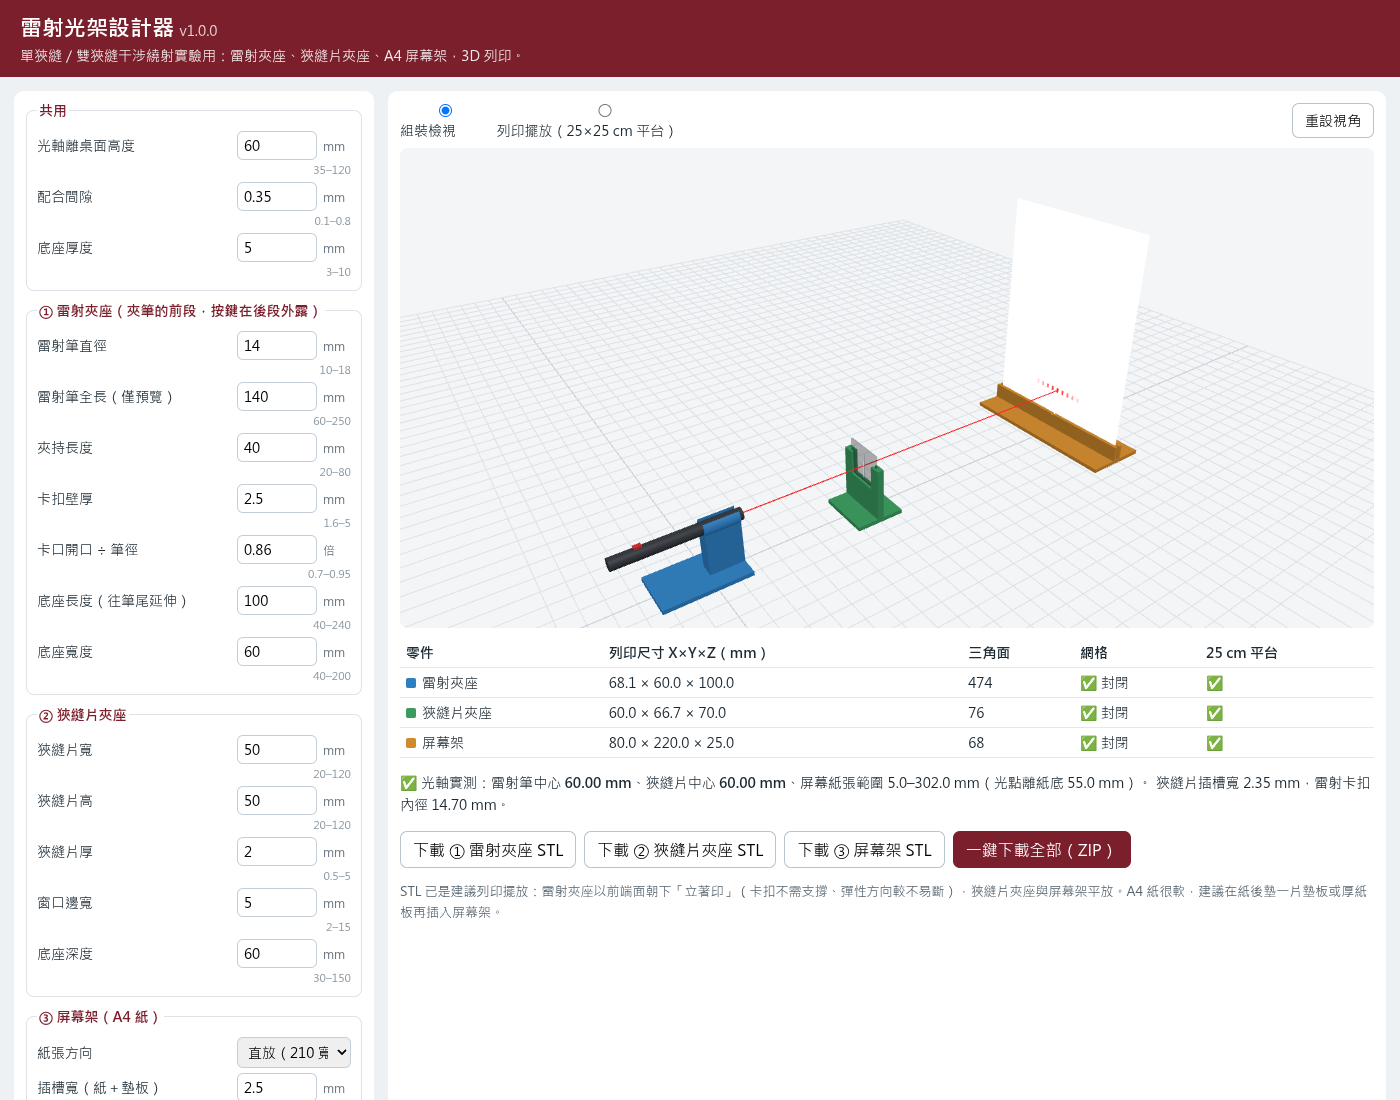 雷射光架設計器 v1.0.0
單狹縫 / 雙狹縫干涉繞射實驗用：雷射夾座、狹縫片夾座、A4 屏幕架．3D 列印。
共用
光軸離桌面高度 60 mm
35–120
配合間隙 0.35 mm
0.1–0.8
底座厚度 5 mm
3–10
① 雷射夾座（夾筆的前段．按鍵在後段外露）
雷射筆直徑 14 mm
10–18
雷射筆全長（僅預覽） 140 mm
60–250
夾持長度 40 mm
20–80
卡扣壁厚 2.5 mm
1.6–5
卡口開口 ÷ 筆徑 0.86 倍
0.7–0.95
底座長度（往筆尾延伸） 100 mm
40–240
底座寬度 60 mm
40–200
② 狹縫片夾座
狹縫片寬 50 mm
20–120
狹縫片高 50 mm
20–120
狹縫片厚 2 mm
0.5–5
窗口邊寬 5 mm
2–15
底座深度 60 mm
30–150
③ 屏幕架（A4 紙）
紙張方向 直放（210 寬
插槽寬（紙＋墊板） 2.5 mm
組裝檢視 列印擺放（25×25 cm 平台） 重設視角
零件 列印尺寸 X×Y×Z（mm） 三角面 網格 25 cm 平台
雷射夾座 68.1 × 60.0 × 100.0 474 ✅ 封閉 ✅
狹縫片夾座 60.0 × 66.7 × 70.0 76 ✅ 封閉 ✅
屏幕架 80.0 × 220.0 × 25.0 68 ✅ 封閉 ✅
✅ 光軸實測：雷射筆中心 60.00 mm、狹縫片中心 60.00 mm、屏幕紙張範圍 5.0–302.0 mm（光點離紙底 55.0 mm）。 狹縫片插槽寬 2.35 mm．雷射卡扣
內徑 14.70 mm。
下載 ① 雷射夾座 STL 下載 ② 狹縫片夾座 STL 下載 ③ 屏幕架 STL 一鍵下載全部（ZIP）
STL 已是建議列印擺放：雷射夾座以前端面朝下「立著印」（卡扣不需支撐、彈性方向較不易斷）．狹縫片夾座與屏幕架平放。A4 紙很軟．建議在紙後墊一片墊板或厚紙
板再插入屏幕架。